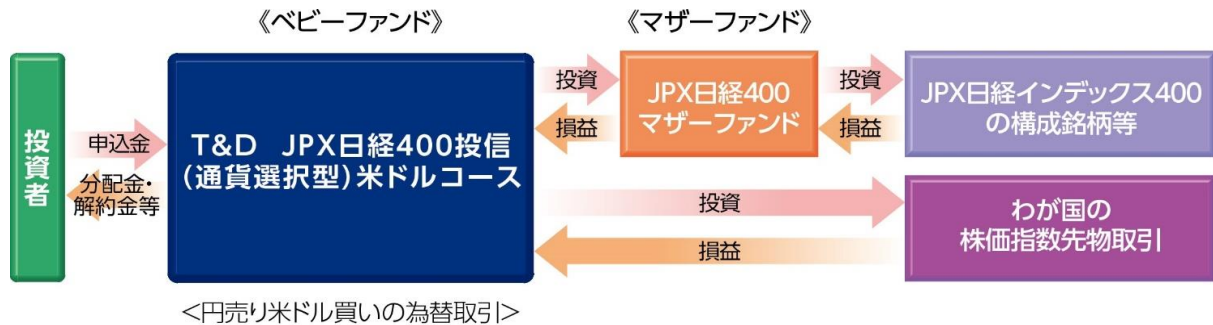 《ベビーファンド》
《マザーファンド》
投資者
申込金
分配金・
解約金等
T&D JPX日経400投信
(通貨選択型)米ドルコース
投資
損益
JPX日経400
マザーファンド
投資
損益
JPX日経インデックス400
の構成銘柄等
投資
損益
わが国の
株価指数先物取引
<円売り米ドル買いの為替取引>